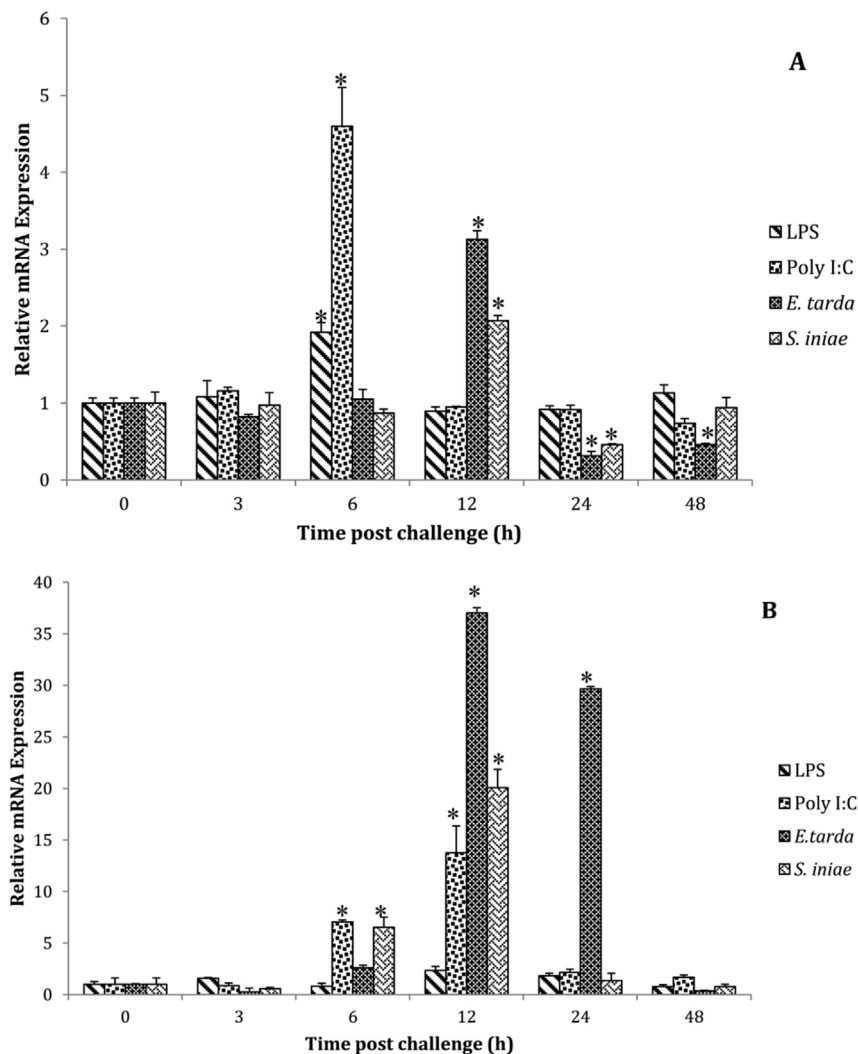 A
Relative mRNA Expression
6
5
4
3
2
1
0
* * * * * * *
LPS
Poly I:C
E. tarda
S. iniae
0 3 6 12 24 48
Time post challenge (h)
B
Relative mRNA Expression
40
35
30
25
20
15
10
5
0
* * * * * *
LPS
Poly I:C
E.tarda
S. iniae
0 3 6 12 24 48
Time post challenge (h)